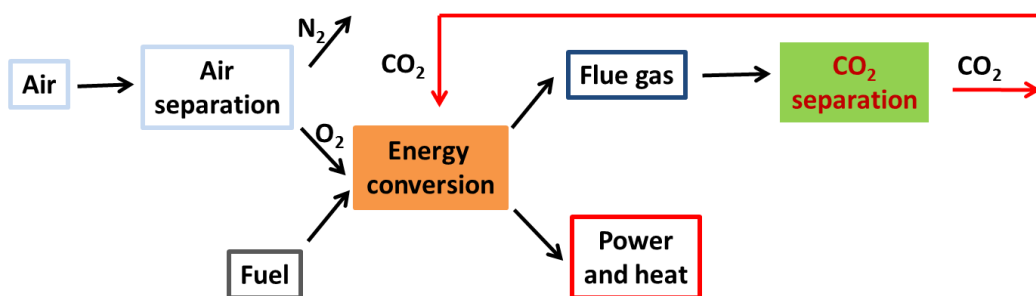 Air
Air
separation
N₂
O₂
Fuel
CO₂
Energy
conversion
Flue gas
Power
and heat
CO₂
separation
CO₂